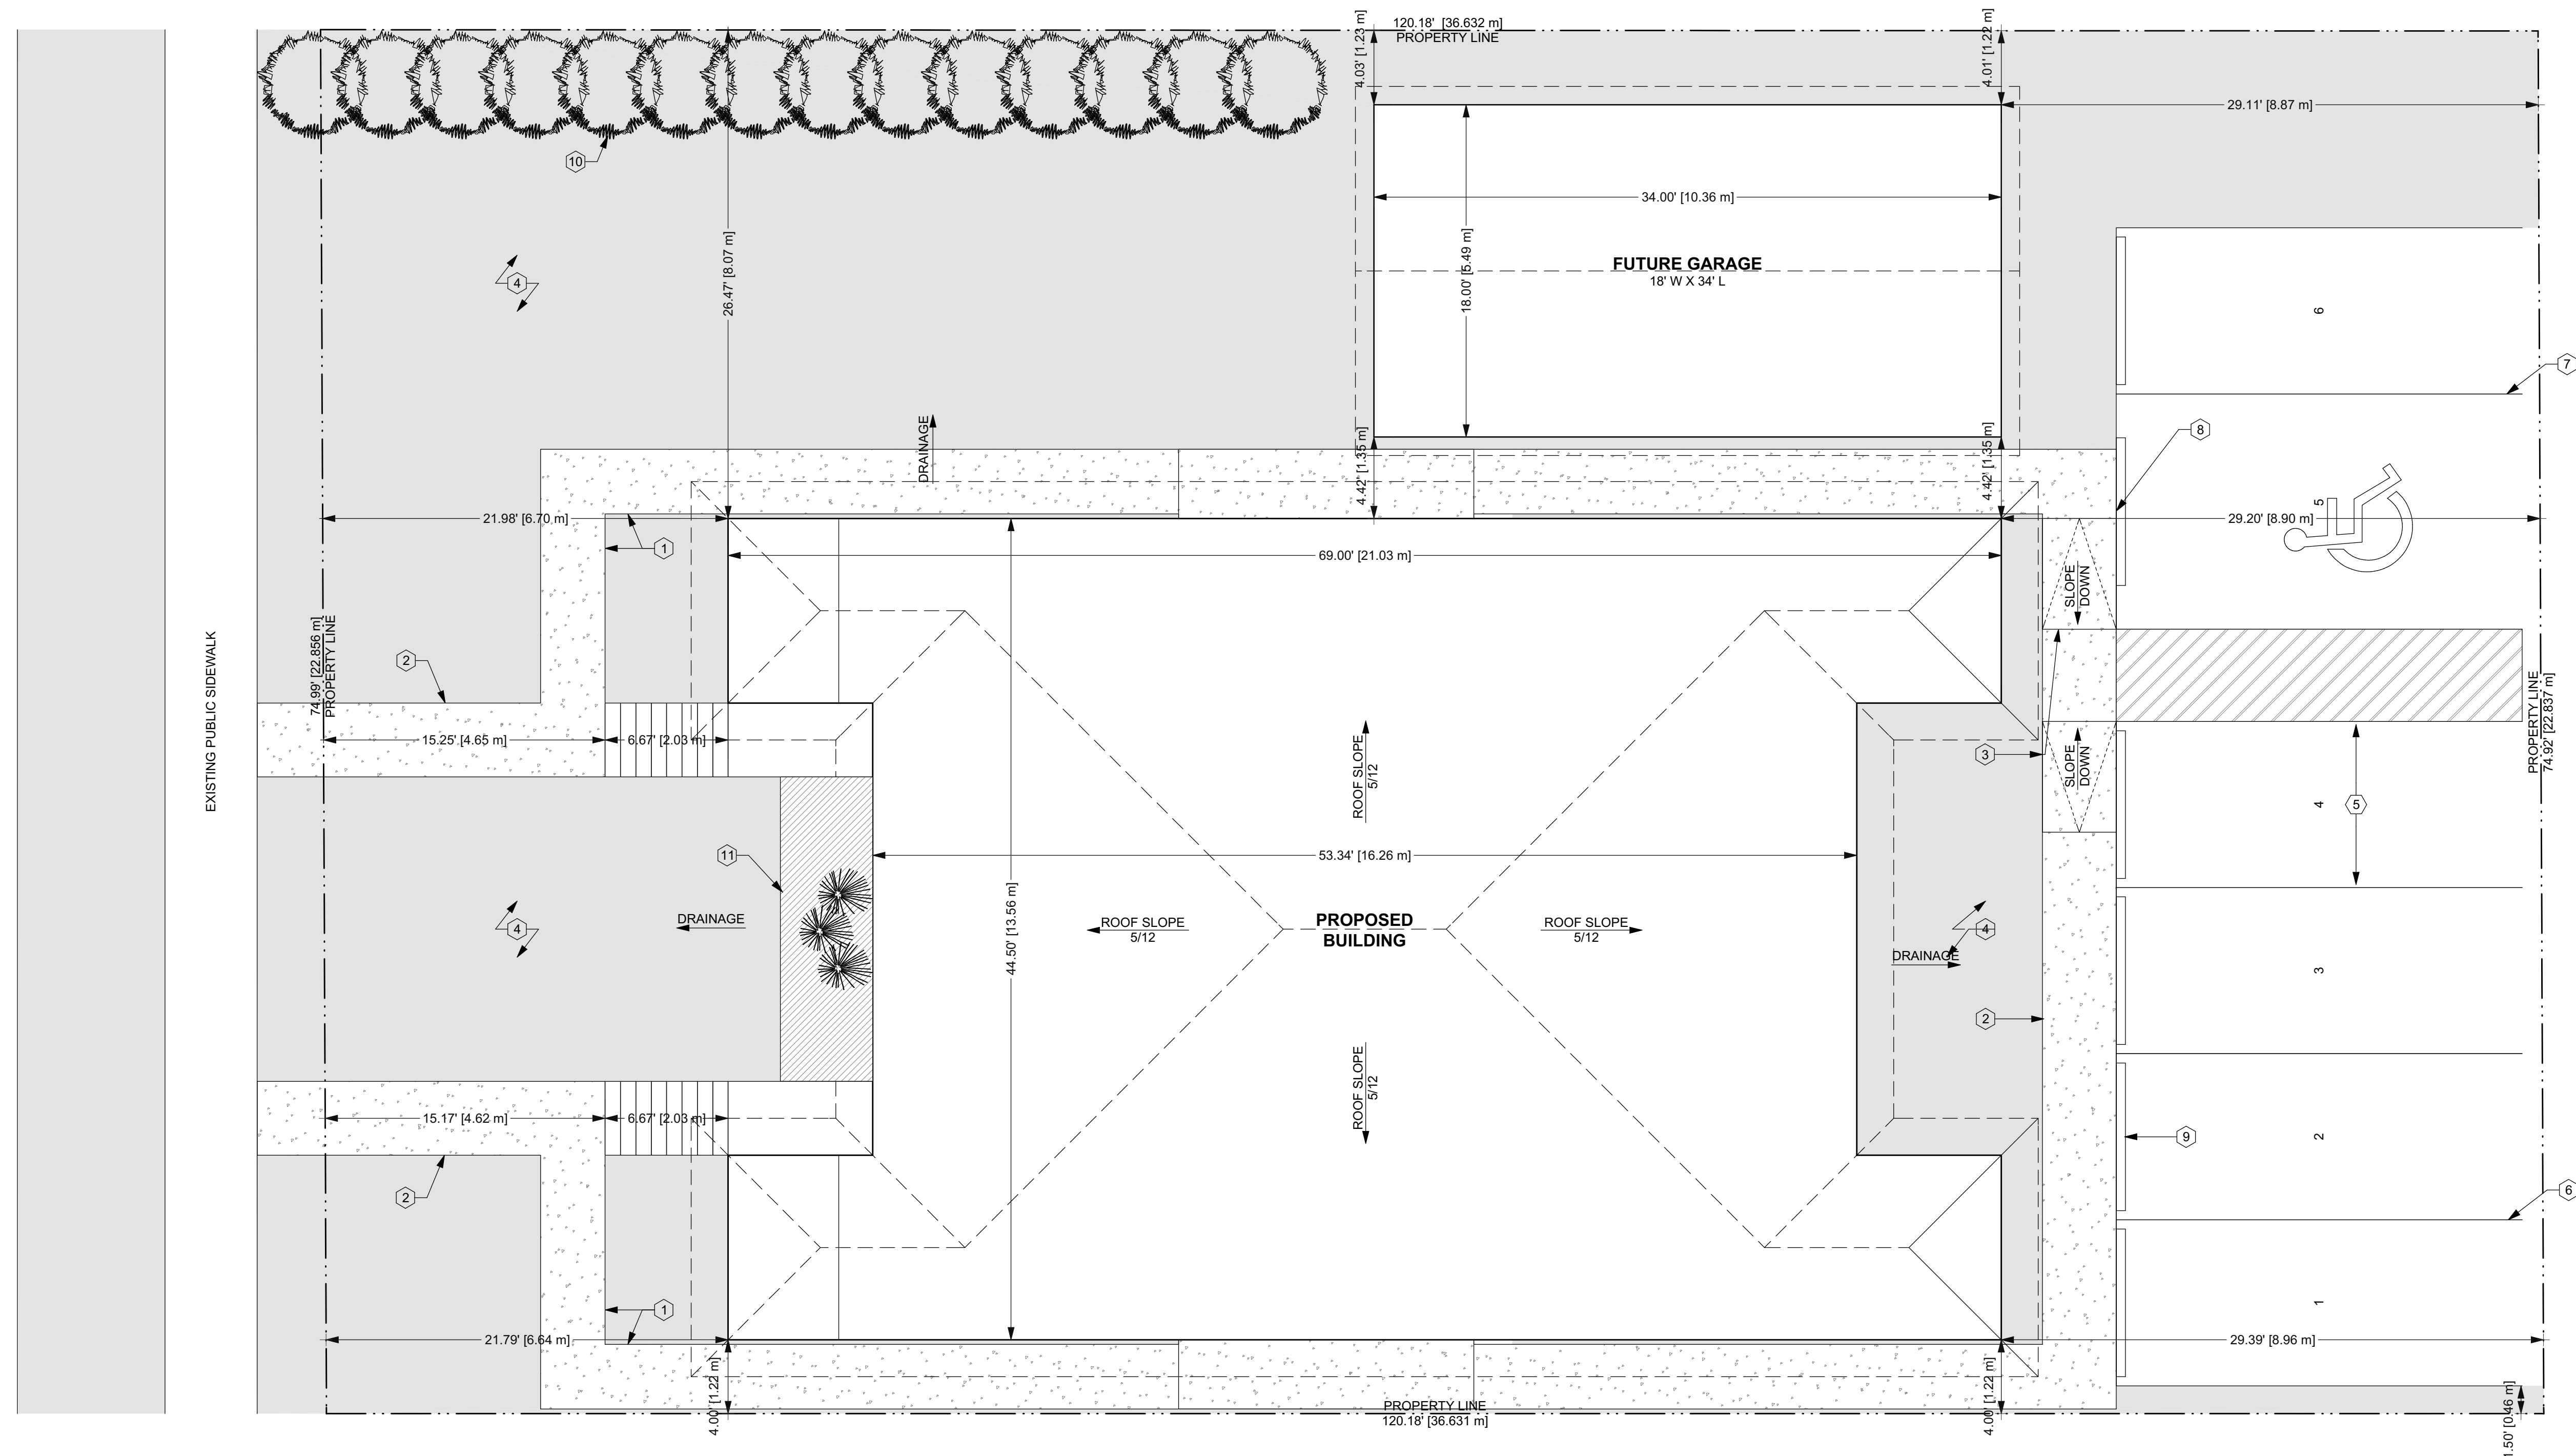 120.18' [36.632 m]
PROPERTY LINE
4.03' [1.23 m]
4.01' [1.22 m]
29.11' [8.87 m]
10
34.00' [10.36 m]
26.47' [8.07 m]
18.00' [5.49 m]
FUTURE GARAGE
18' W X 34' L
4
6
7
DRAINAGE
8
4.42' [1.35 m]
4.42' [1.35 m]
5
21.98' [6.70 m]
29.20' [8.90 m]
1
69.00' [21.03 m]
SLOPE
DOWN
EXISTING PUBLIC SIDEWALK
74.99' [22.856 m]
PROPERTY LINE
2
PROPERTY LINE
74.92' [22.837 m]
15.25' [4.65 m]
6.67' [2.03 m]
ROOF SLOPE
5/12
3
SLOPE
DOWN
4
5
11
53.34' [16.26 m]
44.50' [13.56 m]
4
DRAINAGE
ROOF SLOPE
5/12
PROPOSED
BUILDING
ROOF SLOPE
5/12
4
DRAINAGE
3
2
15.17' [4.62 m]
6.67' [2.03 m]
ROOF SLOPE
5/12
9
2
2
6
1
1
21.79' [6.64 m]
29.39' [8.96 m]
4.00' [1.22 m]
4.00' [1.22 m]
PROPERTY LINE
120.18' [36.631 m]
1.50' [0.46 m]